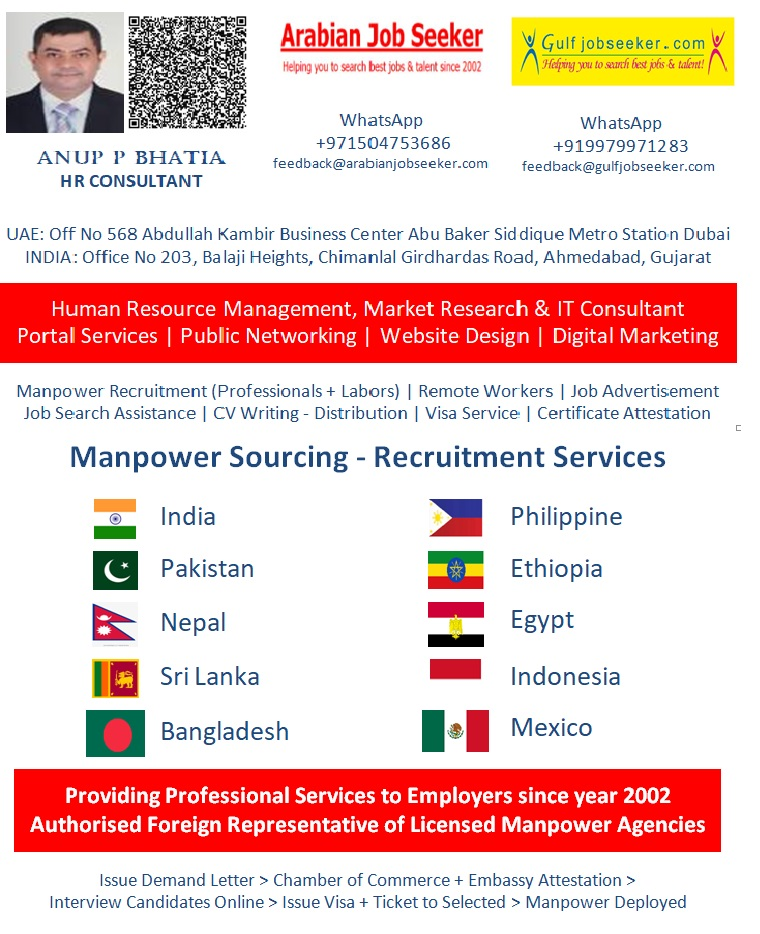 Arabian Job Seeker
Helping you to search best jobs & talent since 2002
Gulf jobseeker.com
Helping you to search best jobs & talent!
ANUP P BHATIA
HR CONSULTANT
WhatsApp
+971504753686
feedback@arabianjobseeker.com
WhatsApp
+919979971283
feedback@gulfjobseeker.com
UAE: Off No 568 Abdullah Kambir Business Center Abu Baker Siddique Metro Station Dubai
INDIA: Office No 203, Balaji Heights, Chimanlal Girdhardas Road, Ahmedabad, Gujarat
Human Resource Management, Market Research & IT Consultant
Portal Services | Public Networking | Website Design | Digital Marketing
Manpower Recruitment (Professionals + Labors) | Remote Workers | Job Advertisement
Job Search Assistance | CV Writing - Distribution | Visa Service | Certificate Attestation
Manpower Sourcing - Recruitment Services
India
Philippine
Pakistan
Ethiopia
Nepal
Egypt
Sri Lanka
Indonesia
Bangladesh
Mexico
Providing Professional Services to Employers since year 2002
Authorised Foreign Representative of Licensed Manpower Agencies
Issue Demand Letter > Chamber of Commerce + Embassy Attestation >
Interview Candidates Online > Issue Visa + Ticket to Selected > Manpower Deployed